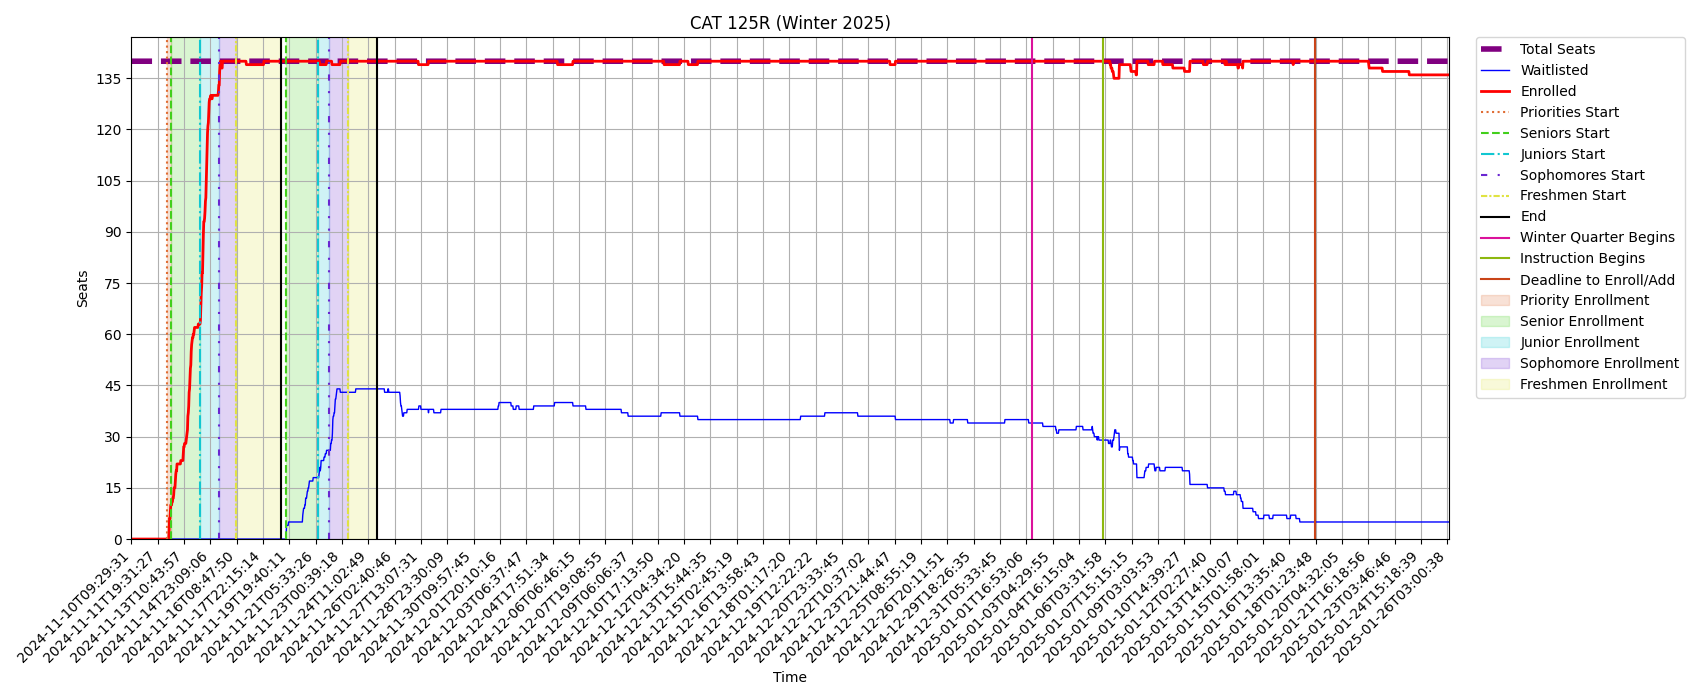 CAT 125R (Winter 2025)
Seats
135
120
105
90
75
60
45
30
15
0
2024-11-10T09:29:31
2024-11-11T19:31:27
2024-11-13T10:43:57
2024-11-14T23:09:06
2024-11-16T08:47:50
2024-11-17T22:15:14
2024-11-19T19:40:11
2024-11-21T05:33:26
2024-11-23T00:39:18
2024-11-24T11:02:49
2024-11-26T02:40:46
2024-11-27T13:07:31
2024-11-28T23:30:09
2024-11-30T09:57:45
2024-12-01T20:10:16
2024-12-03T06:37:47
2024-12-04T17:51:34
2024-12-06T06:46:15
2024-12-07T19:08:55
2024-12-09T06:06:37
2024-12-10T17:13:50
2024-12-12T04:34:20
2024-12-13T15:44:35
2024-12-15T02:45:19
2024-12-16T13:58:43
2024-12-18T01:17:20
2024-12-19T12:22:22
2024-12-20T23:33:45
2024-12-22T10:37:02
2024-12-23T21:44:47
2024-12-25T08:55:19
2024-12-26T20:11:51
2024-12-29T18:26:35
2024-12-31T05:33:45
2025-01-01T16:53:06
2025-01-03T04:29:55
2025-01-04T16:15:04
2025-01-06T03:31:58
2025-01-07T15:15:15
2025-01-09T03:03:53
2025-01-10T14:39:27
2025-01-12T02:27:40
2025-01-13T14:10:07
2025-01-15T01:58:01
2025-01-16T13:35:40
2025-01-18T01:23:48
2025-01-20T04:32:05
2025-01-21T16:18:56
2025-01-23T03:46:46
2025-01-24T15:18:39
2025-01-26T03:00:38
Time
Total Seats
Waitlisted
Enrolled
Priorities Start
Seniors Start
Juniors Start
Sophomores Start
Freshmen Start
End
Winter Quarter Begins
Instruction Begins
Deadline to Enroll/Add
Priority Enrollment
Senior Enrollment
Junior Enrollment
Sophomore Enrollment
Freshmen Enrollment